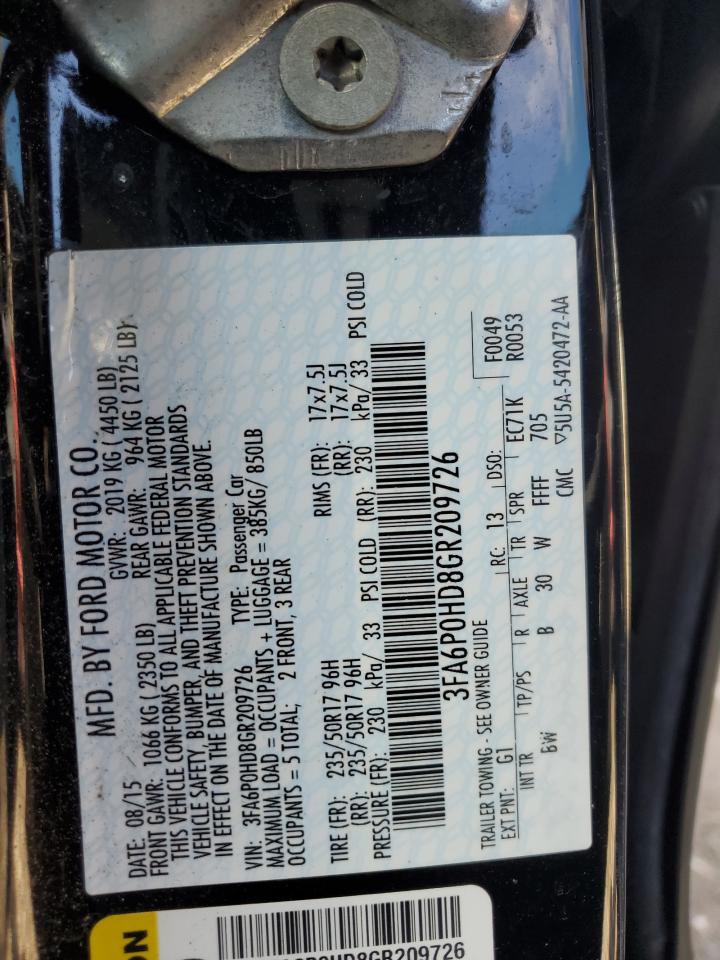 MFD. BY FORD MOTOR CO.
DATE: 08/15 GVWR: 2019 KG ( 4450 LB)
FRONT GAWR: 1066 KG (2350 LB) REAR GAWR: 964 KG ( 2125 LB)
THIS VEHICLE CONFORMS TO ALL APPLICABLE FEDERAL MOTOR
VEHICLE SAFETY, BUMPER, AND THEFT PREVENTION STANDARDS
IN EFFECT ON THE DATE OF MANUFACTURE SHOWN ABOVE.
VIN: 3FA6P0HD8GR209726 TYPE: Passenger Car
MAXIMUM LOAD = OCCUPANTS + LUGGAGE = 385KG/ 850LB
OCCUPANTS = 5 TOTAL; 2 FRONT, 3 REAR
TIRE (FR): 235/50R17 96H RIMS (FR): 17x7.5J
(RR): 235/50R17 96H (RR): 17x7.5J
PRESSURE (FR): 230 kPa/ 33 PSI COLD (RR): 230 kPa/ 33 PSI COLD
3FA6P0HD8GR209726
TRAILER TOWING - SEE OWNER GUIDE F0049
EXT PNT: G1 RC: 13 DSO: EC71K R0053
INT TR TP/PS R AXLE TR SPR 705
BW B 30 W FFFF
CMC ▽5U5A-5420472-AA
ON
3FA6P0HD8GR209726